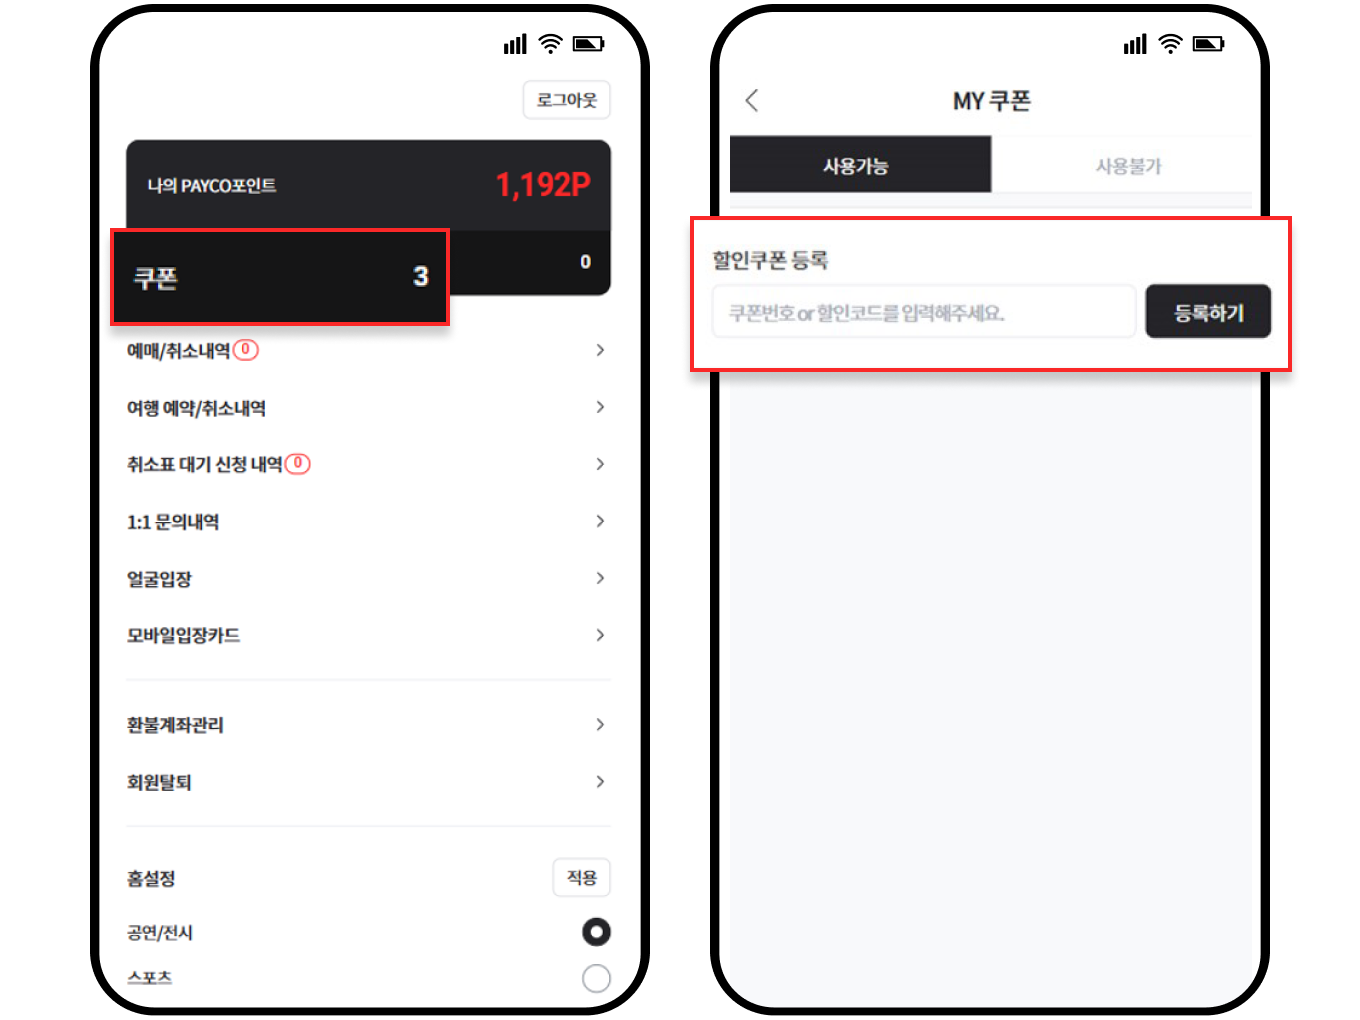 로그아웃
나의 PAYCO포인트 1,192P
쿠폰 3
0
예매/취소내역 0
여행 예약/취소내역
취소표 대기 신청 내역 0
1:1 문의내역
얼굴입장
모바일입장카드
환불계좌관리
회원탈퇴
홈설정 적용
공연/전시
스포츠
MY 쿠폰
사용가능 사용불가
할인쿠폰 등록
쿠폰번호 or 할인코드를 입력해주세요. 등록하기